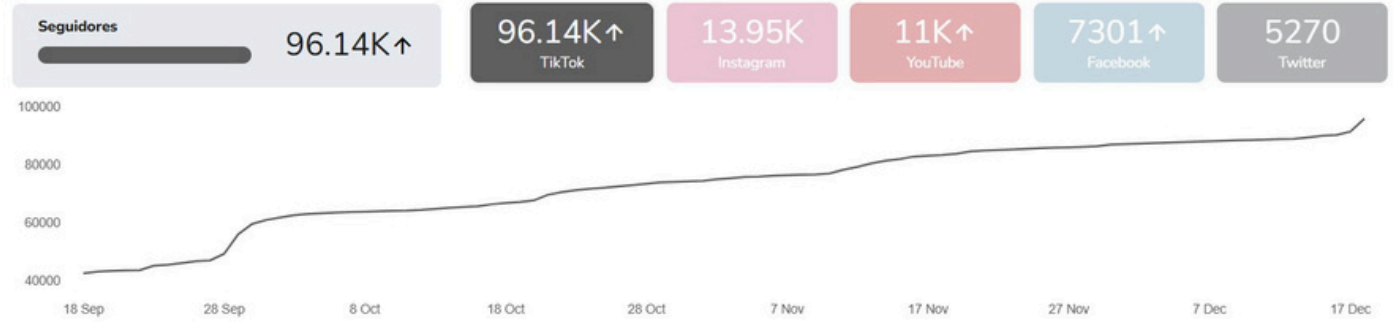 Seguidores
96.14K↑
96.14K↑
TikTok
13.95K
Instagram
11K↑
YouTube
7301↑
Facebook
5270
Twitter
100000
80000
60000
40000
18 Sep 28 Sep 8 Oct 18 Oct 28 Oct 7 Nov 17 Nov 27 Nov 7 Dec 17 Dec